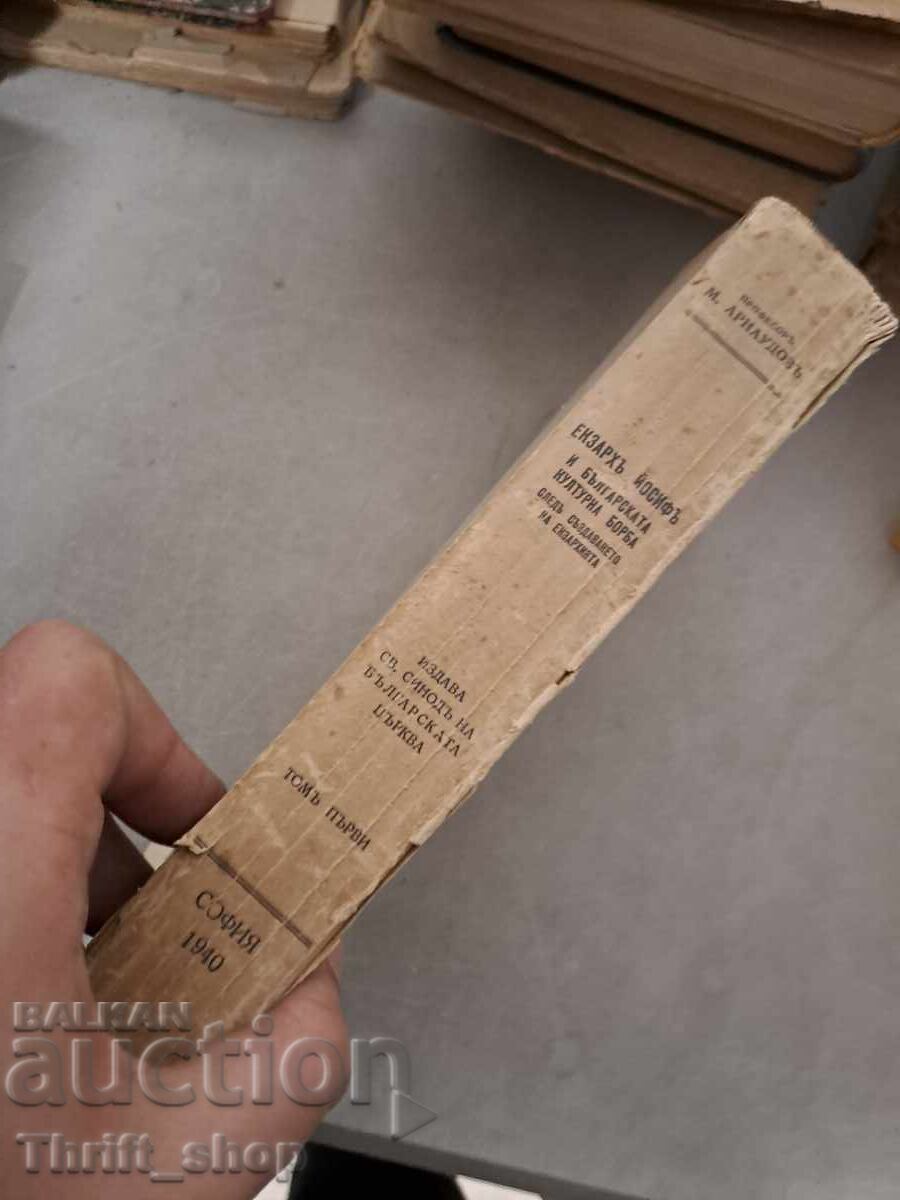 ПРОФЕСОРЪ
М. АРНАУДОВЪ
ЕКЗАРХЪ ЙОСИФЪ
И БЪЛГАРСКАТА
КУЛТУРНА БОРБА
СЛЕДЪ СЪЗДАВАНЕТО
НА ЕКЗАРХИЯТА
ИЗДАВА
СВ. СИНОДЪ НА
БЪЛГАРСКАТА
ЦЪРКВА
ТОМЪ ПЪРВИ
СОФИЯ
1940
BALKAN
auction
Thrift_shop